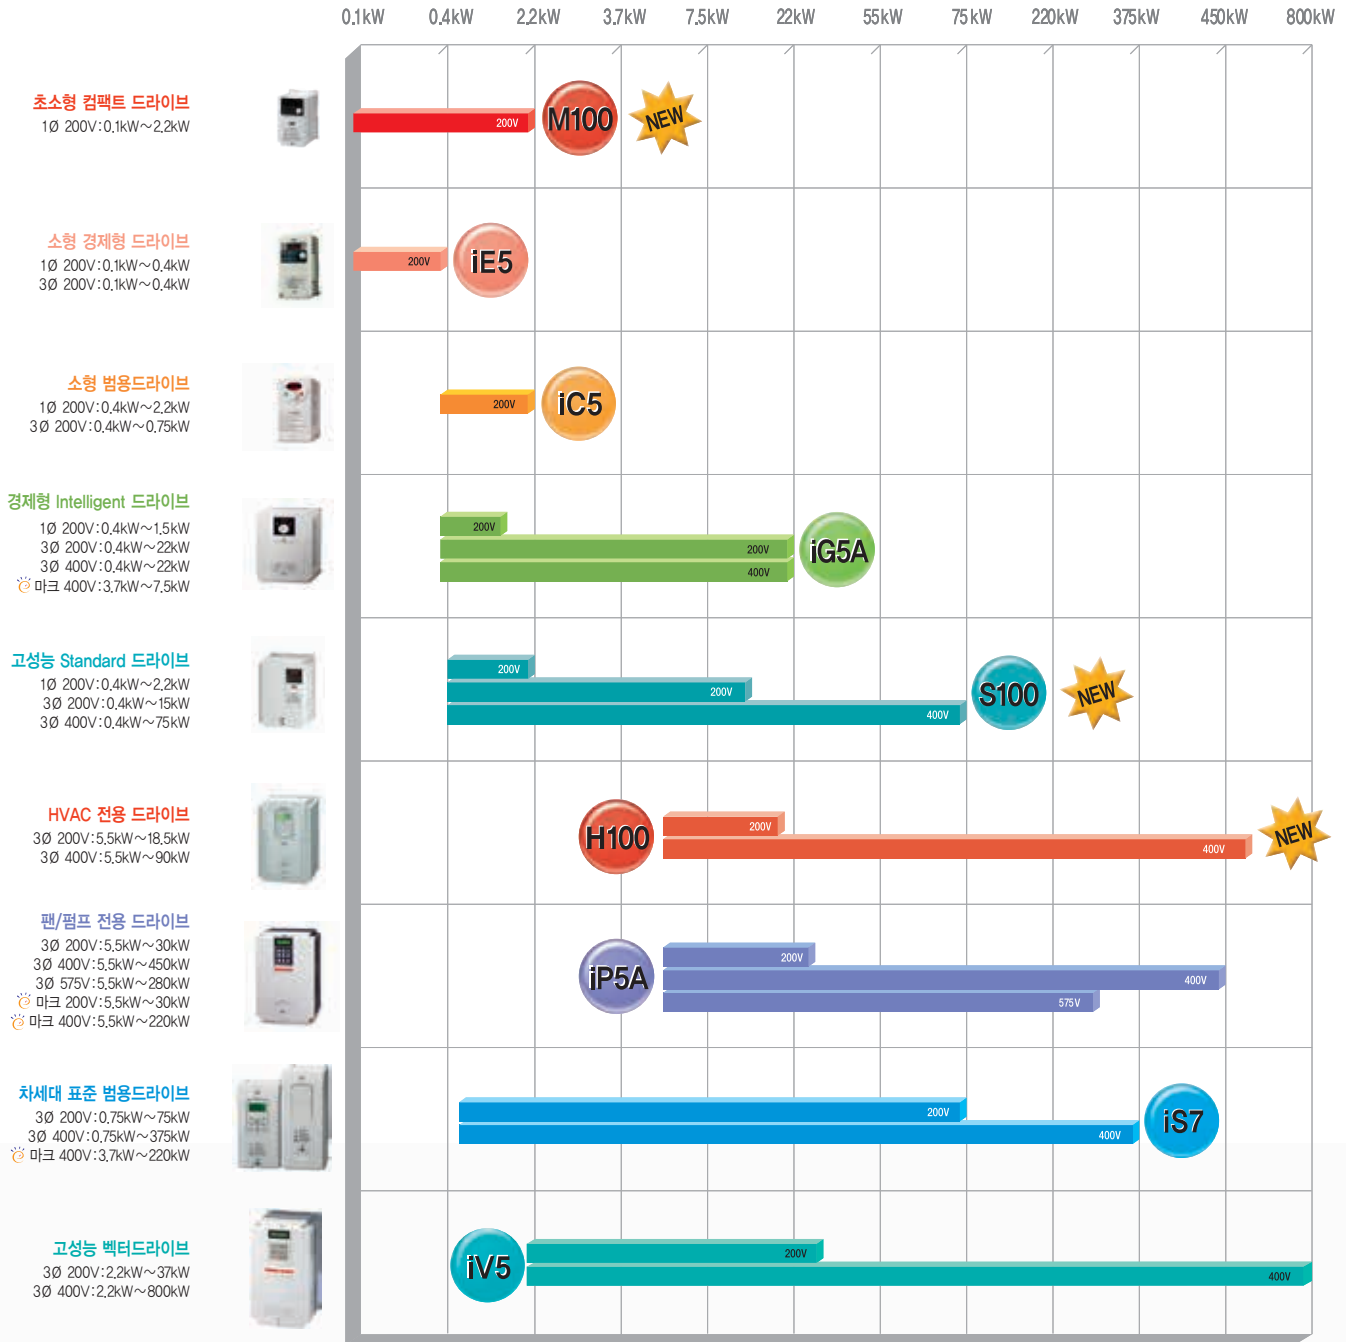 0.1kW 0.4kW 2.2kW 3.7kW 7.5kW 22kW 55kW 75kW 220kW 375kW 450kW 800kW
초소형 컴팩트 드라이브
1Ø 200V:0.1kW~2.2kW
200V
M100
NEW
소형 경제형 드라이브
1Ø 200V:0.1kW~0.4kW
3Ø 200V:0.1kW~0.4kW
200V
iE5
소형 범용드라이브
1Ø 200V:0.4kW~2.2kW
3Ø 200V:0.4kW~0.75kW
200V
iC5
경제형 Intelligent 드라이브
1Ø 200V:0.4kW~1.5kW
3Ø 200V:0.4kW~22kW
3Ø 400V:0.4kW~22kW
마크 400V:3.7kW~7.5kW
200V
200V
400V
iG5A
고성능 Standard 드라이브
1Ø 200V:0.4kW~2.2kW
3Ø 200V:0.4kW~15kW
3Ø 400V:0.4kW~75kW
200V
200V
400V
S100
NEW
HVAC 전용 드라이브
3Ø 200V:5.5kW~18.5kW
3Ø 400V:5.5kW~90kW
H100
200V
400V
NEW
팬/펌프 전용 드라이브
3Ø 200V:5.5kW~30kW
3Ø 400V:5.5kW~450kW
3Ø 575V:5.5kW~280kW
마크 200V:5.5kW~30kW
마크 400V:5.5kW~220kW
iP5A
200V
400V
575V
차세대 표준 범용드라이브
3Ø 200V:0.75kW~75kW
3Ø 400V:0.75kW~375kW
마크 400V:3.7kW~220kW
200V
400V
iS7
고성능 벡터드라이브
3Ø 200V:2.2kW~37kW
3Ø 400V:2.2kW~800kW
iV5
200V
400V